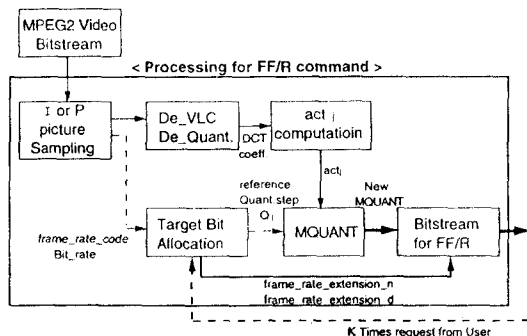 MPEG2 Video
Bitstream
< Processing for FF/R command >
I or P
picture
Sampling
De_VLC
De_Quant.
DCT
coeff.
act j
computatioin
actj
reference
Quant step
Q j
New
MQUANT
frame_rate_code
Bit_rate
Target Bit
Allocation
MQUANT
Bitstream
for FF/R
frame_rate_extension_n
frame_rate_extension_d
K Times request from User